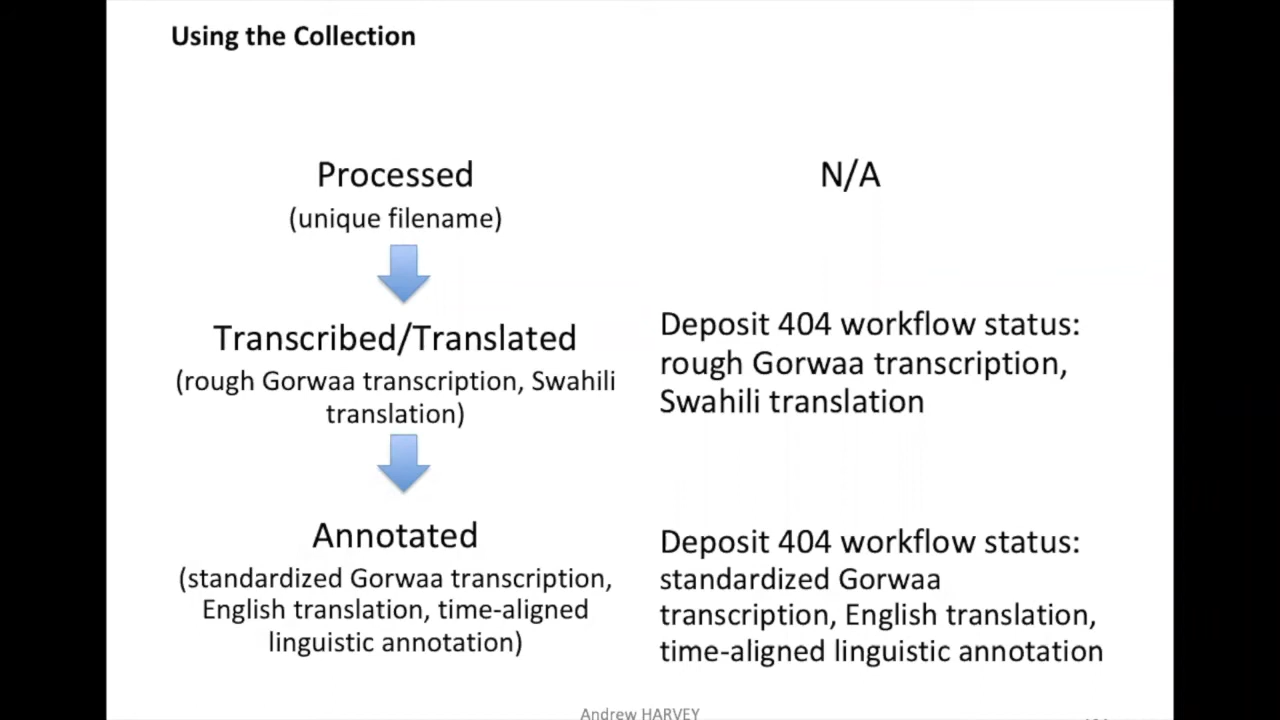 Using the Collection
Processed
(unique filename)
N/A
Transcribed/Translated
(rough Gorwaa transcription, Swahili
translation)
Deposit 404 workflow status:
rough Gorwaa transcription,
Swahili translation
Annotated
(standardized Gorwaa transcription,
English translation, time-aligned
linguistic annotation)
Deposit 404 workflow status:
standardized Gorwaa
transcription, English translation,
time-aligned linguistic annotation
Andrew HARVEY